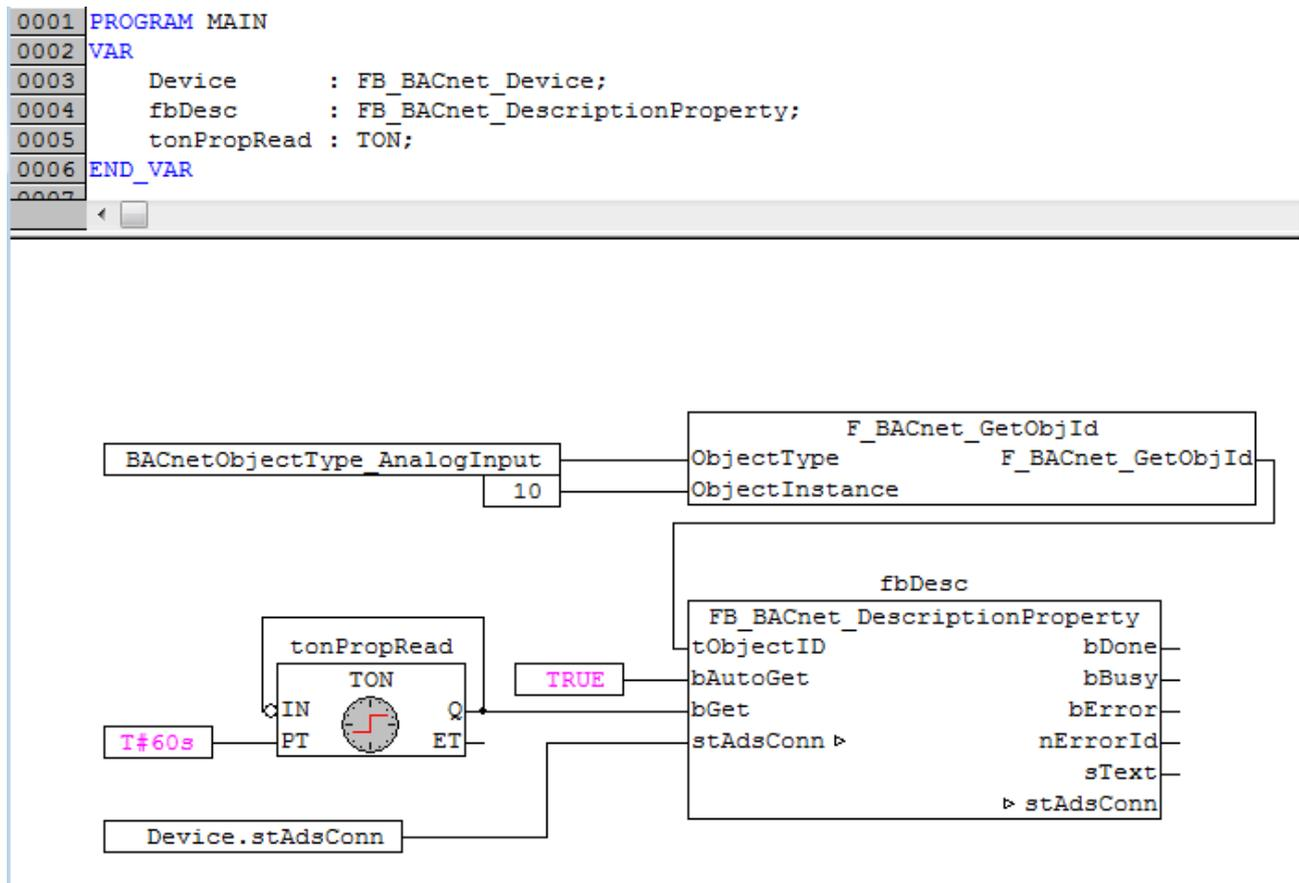 0001 PROGRAM MAIN
0002 VAR
0003 Device : FB_BACnet_Device;
0004 fbDesc : FB_BACnet_DescriptionProperty;
0005 tonPropRead : TON;
0006 END_VAR
0007
F_BACnet_GetObjId
BACnetObjectType_AnalogInput ObjectType F_BACnet_GetObjId
10 ObjectInstance
fbDesc
FB_BACnet_DescriptionProperty
tonPropRead tObjectID bDone
TON TRUE bAutoGet bBusy
IN Q bGet bError
T#60s PT ET stAdsConn nErrorId
sText
stAdsConn
Device.stAdsConn